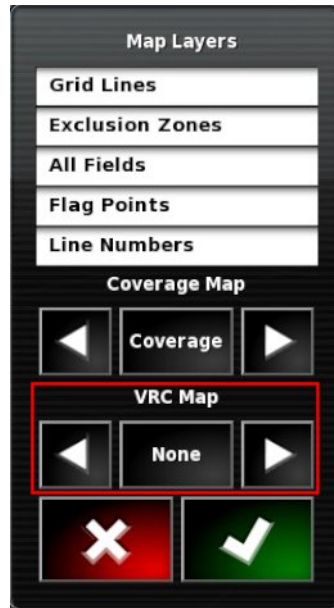 Map Layers
Grid Lines
Exclusion Zones
All Fields
Flag Points
Line Numbers
Coverage Map
Coverage
VRC Map
None